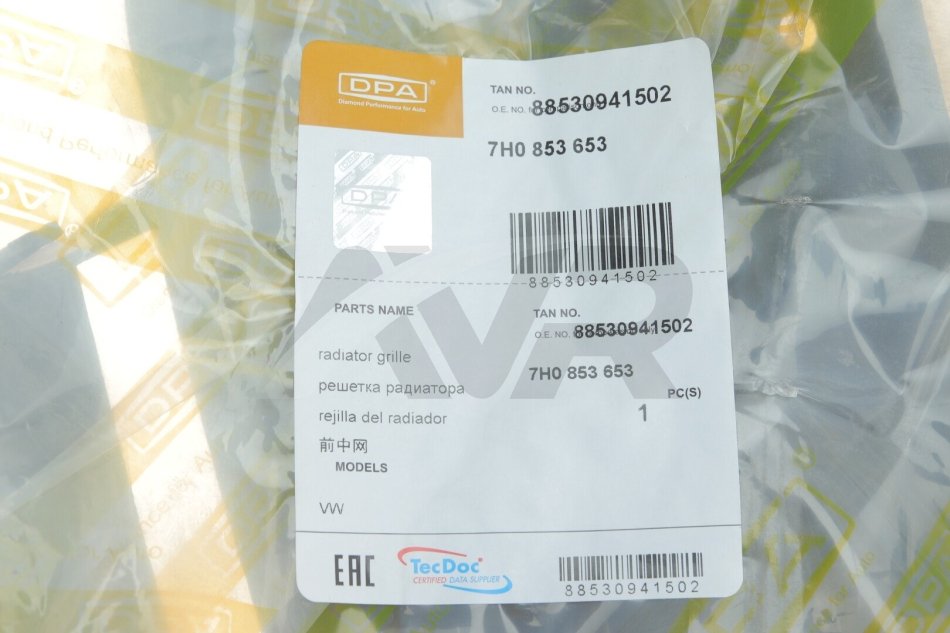 DPA®
Diamond Performance for Auto
TAN NO.
O.E. NO. 88530941502
7H0 853 653
DPA
88530941502
PARTS NAME
TAN NO.
O.E. NO. 88530941502
radiator grille
7H0 853 653
решетка радиатора
PC(S)
rejilla del radiador
1
前中网
MODELS
VW
EAC
TecDoc
CERTIFIED DATA SUPPLIER
88530941502
AIVR